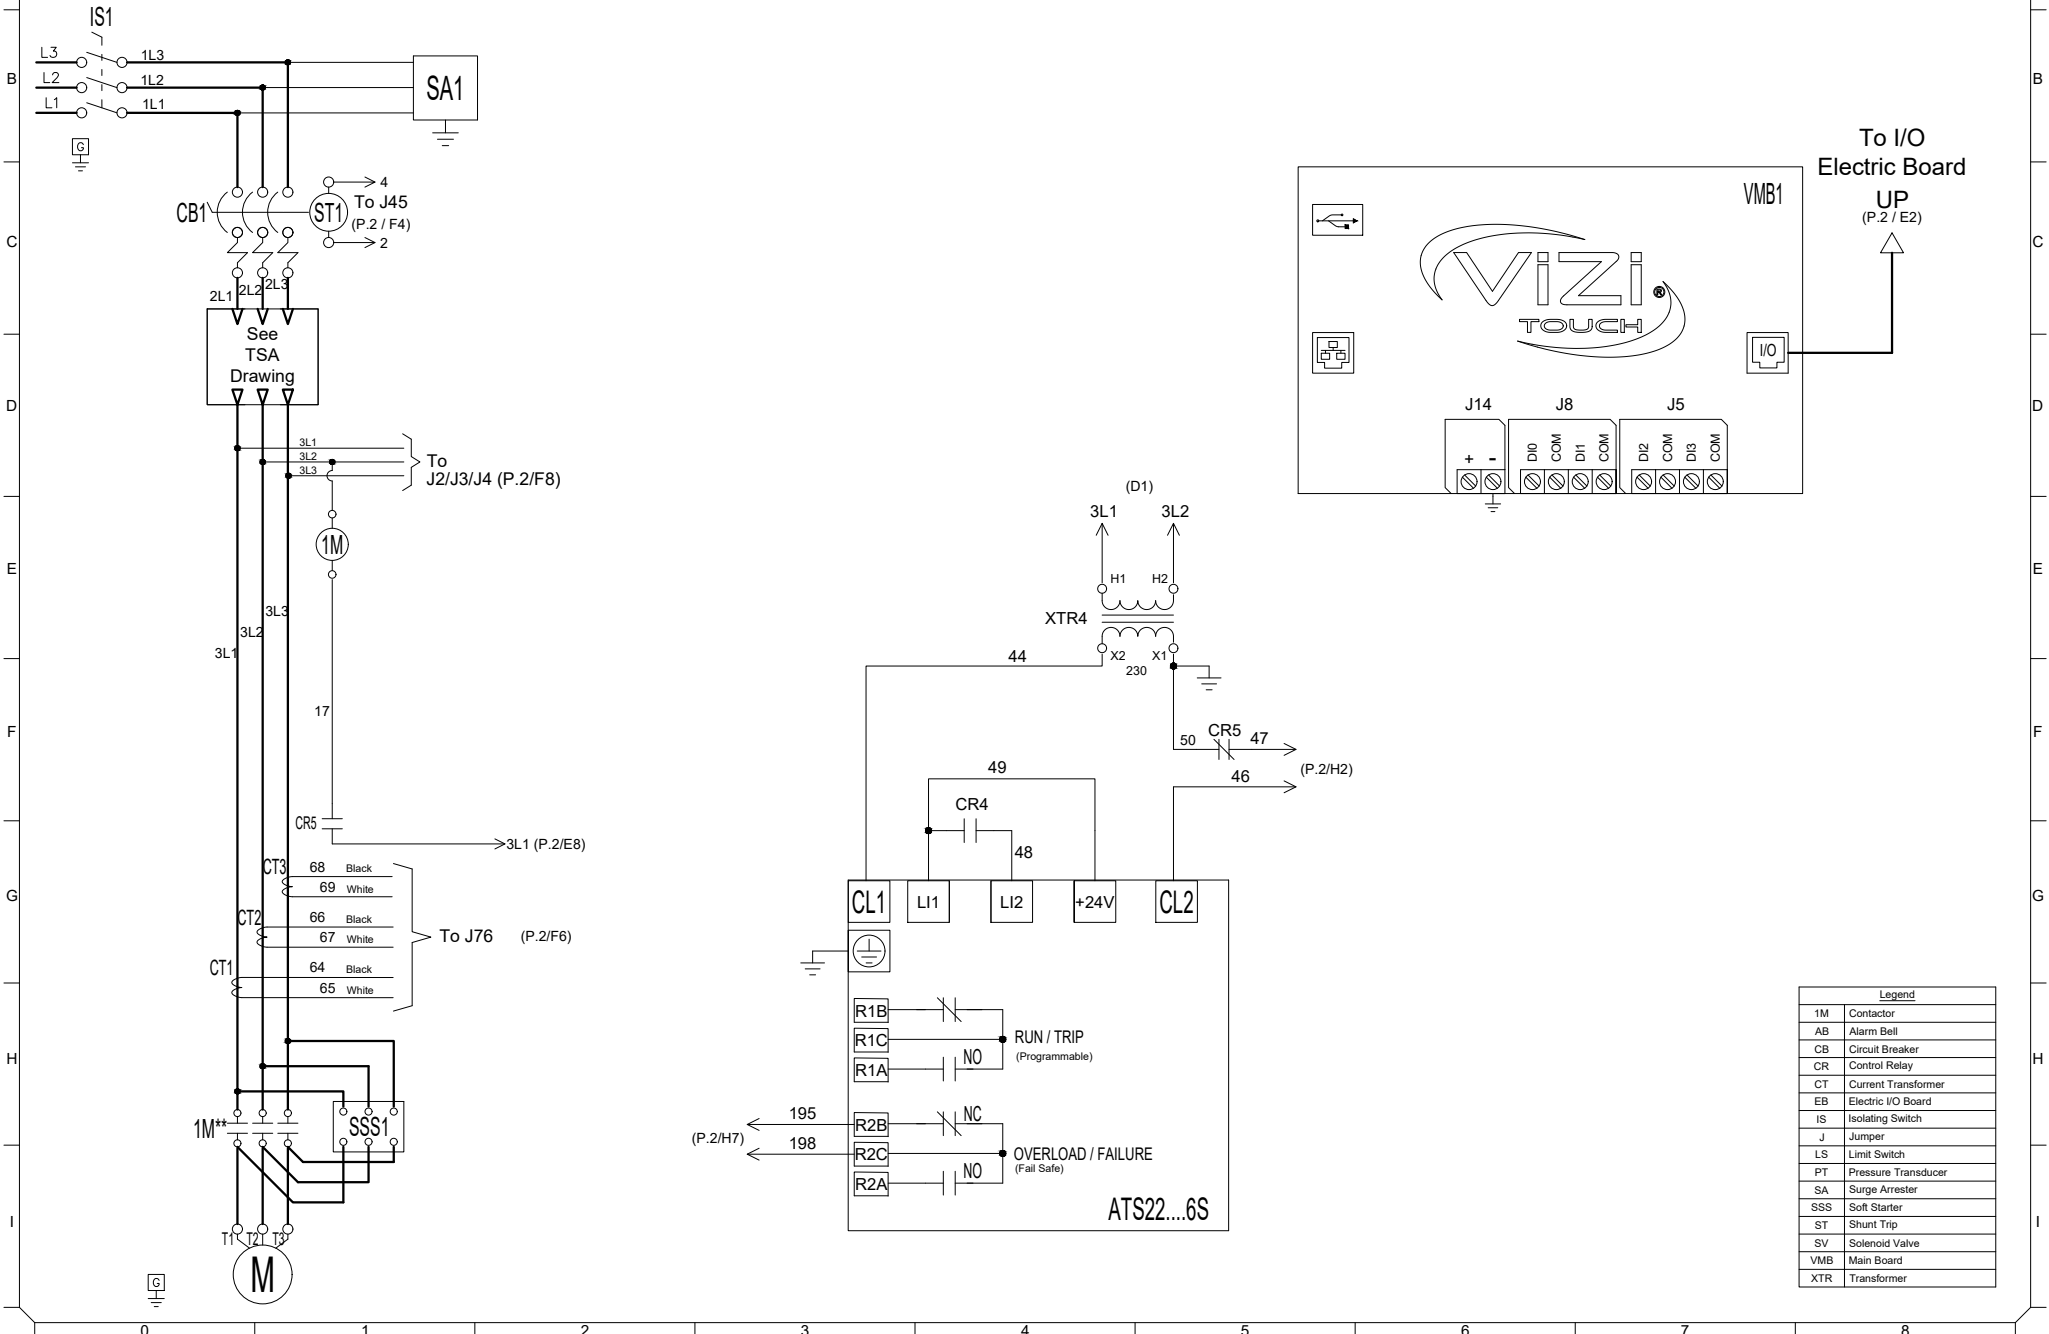 IS1
L3
1L3
L2
1L2
L1
1L1
SA1
G
B
B
CB1
ST1
4
To J45
(P.2 / F4)
2
C
C
2L1
2L2
2L3
See
TSA
Drawing
To I/O
Electric Board
UP
(P.2 / E2)
VMB1
ViZi
®
TOUCH
I/O
J14
J8
J5
+
-
DI0
COM
DI1
COM
DI2
COM
DI3
COM
D
D
3L1
3L2
3L3
To
J2/J3/J4 (P.2/F8)
1M
E
E
3L3
3L2
3L1
17
(D1)
3L1
3L2
H1
H2
XTR4
X2
X1
230
44
F
F
50
CR5
47
46
(P.2/H2)
49
CR4
48
CR5
3L1 (P.2/E8)
CT3
68
Black
69
White
CT2
66
Black
67
White
CT1
64
Black
65
White
To J76
(P.2/F6)
G
G
CL1
LI1
LI2
+24V
CL2
R1B
R1C
R1A
NO
RUN / TRIP
(Programmable)
H
H
1M**
SSS1
195
198
(P.2/H7)
R2B
R2C
R2A
NC
NO
OVERLOAD / FAILURE
(Fail Safe)
ATS22....6S
I
I
T1
T2
T3
M
G
Legend
1M Contactor
AB Alarm Bell
CB Circuit Breaker
CR Control Relay
CT Current Transformer
EB Electric I/O Board
IS Isolating Switch
J Jumper
LS Limit Switch
PT Pressure Transducer
SA Surge Arrester
SSS Soft Starter
ST Shunt Trip
SV Solenoid Valve
VMB Main Board
XTR Transformer
0
1
2
3
4
5
6
7
8